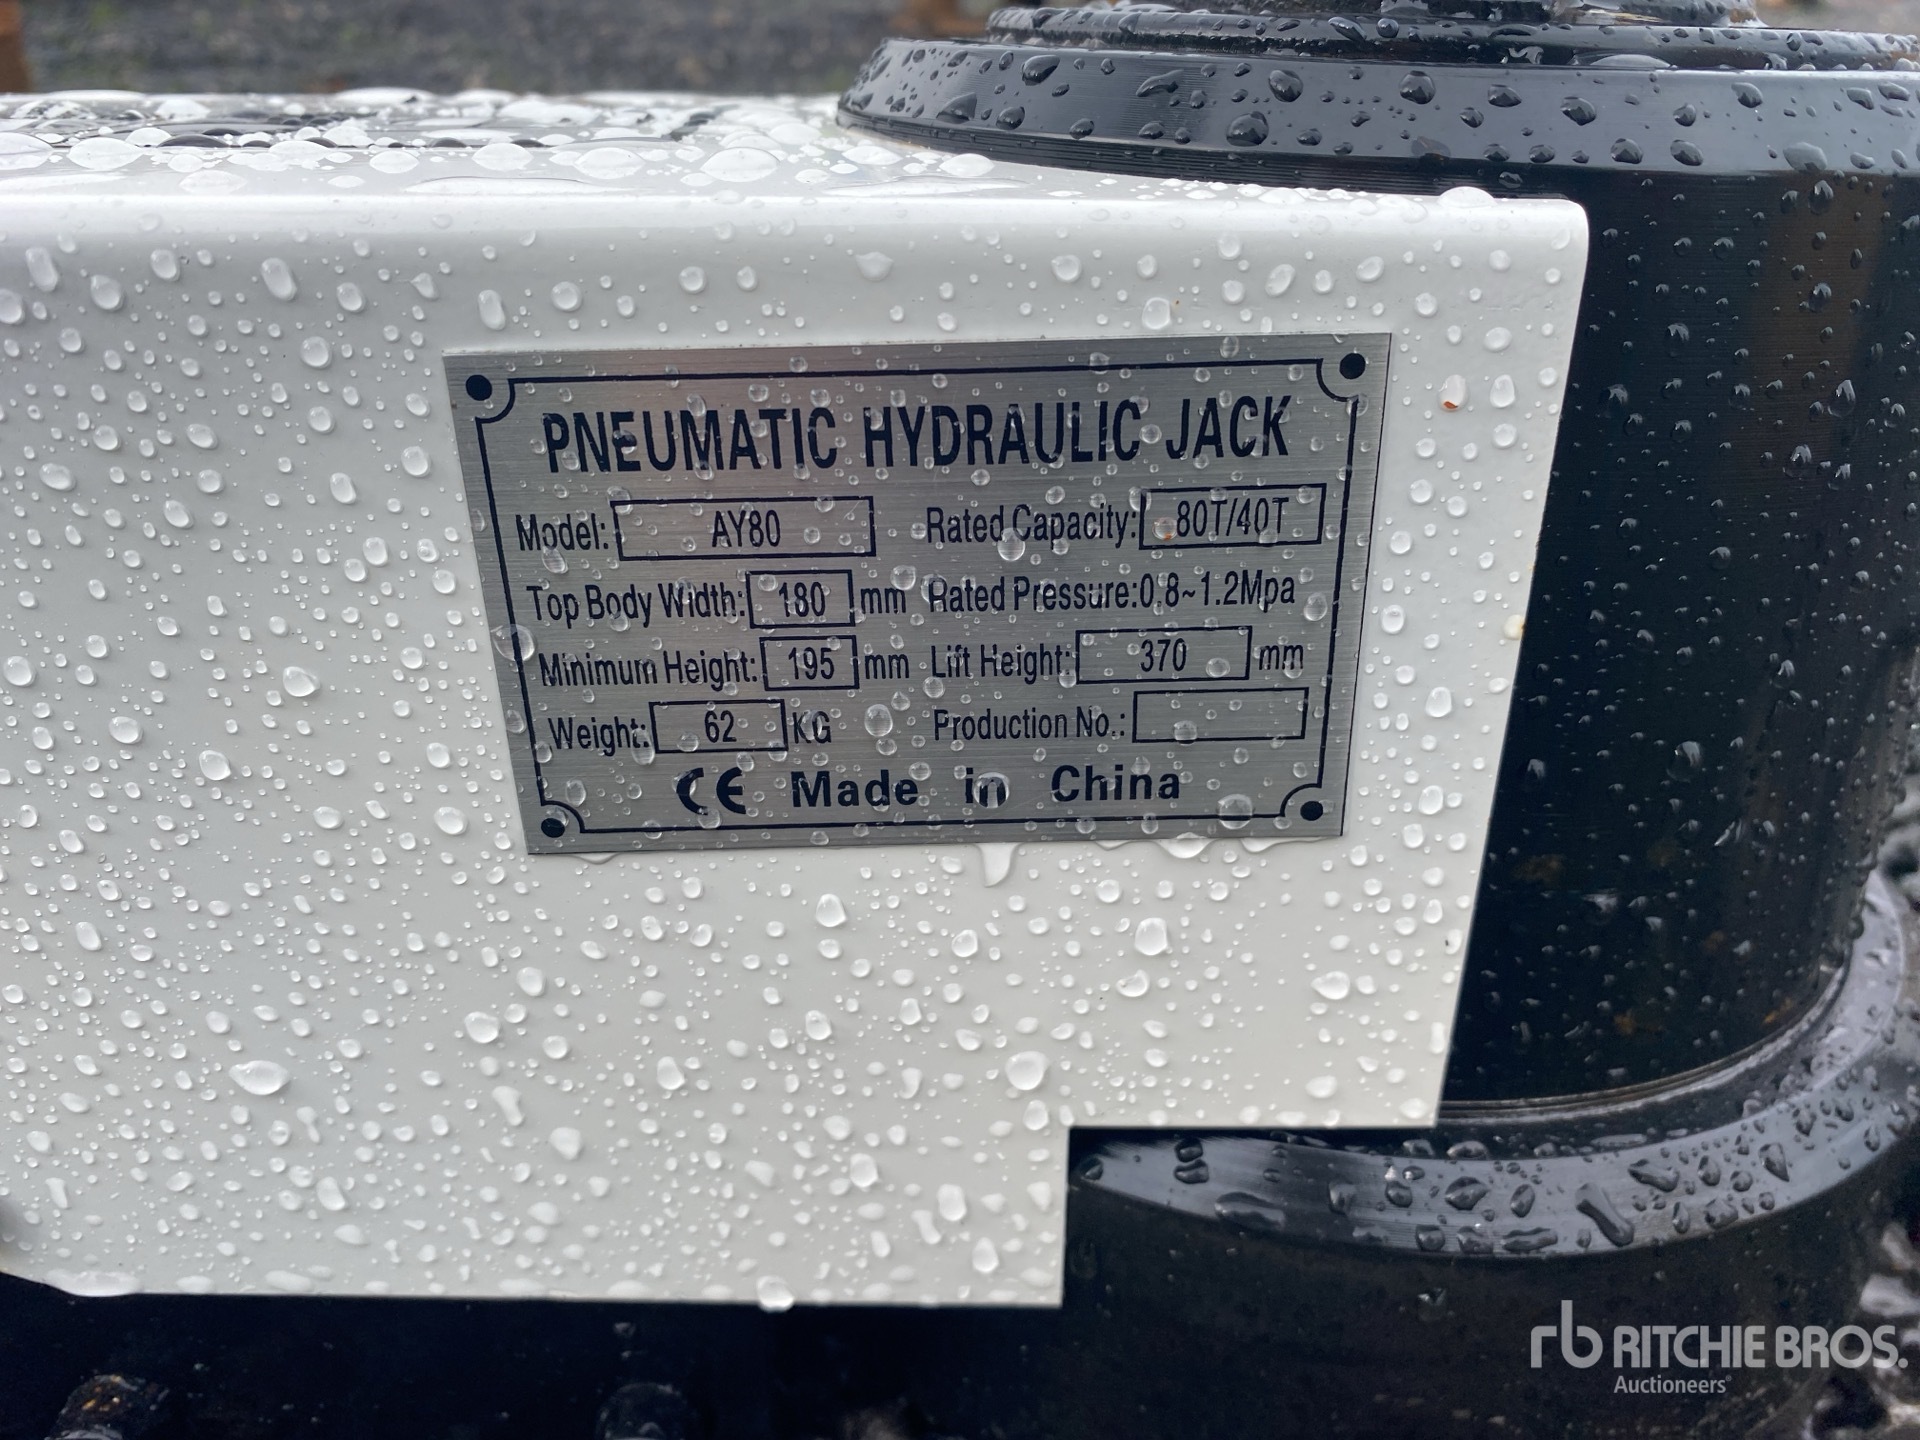 PNEUMATIC HYDRAULIC JACK
Model: AY80 Rated Capacity: 80T/40T
Top Body Width: 180 mm Rated Pressure:0.8~1.2Mpa
Minimum Height: 195 mm Lift Height: 370 mm
Weight: 62 KG Production No.:
CE Made in China
rb RITCHIE BROS.
Auctioneers